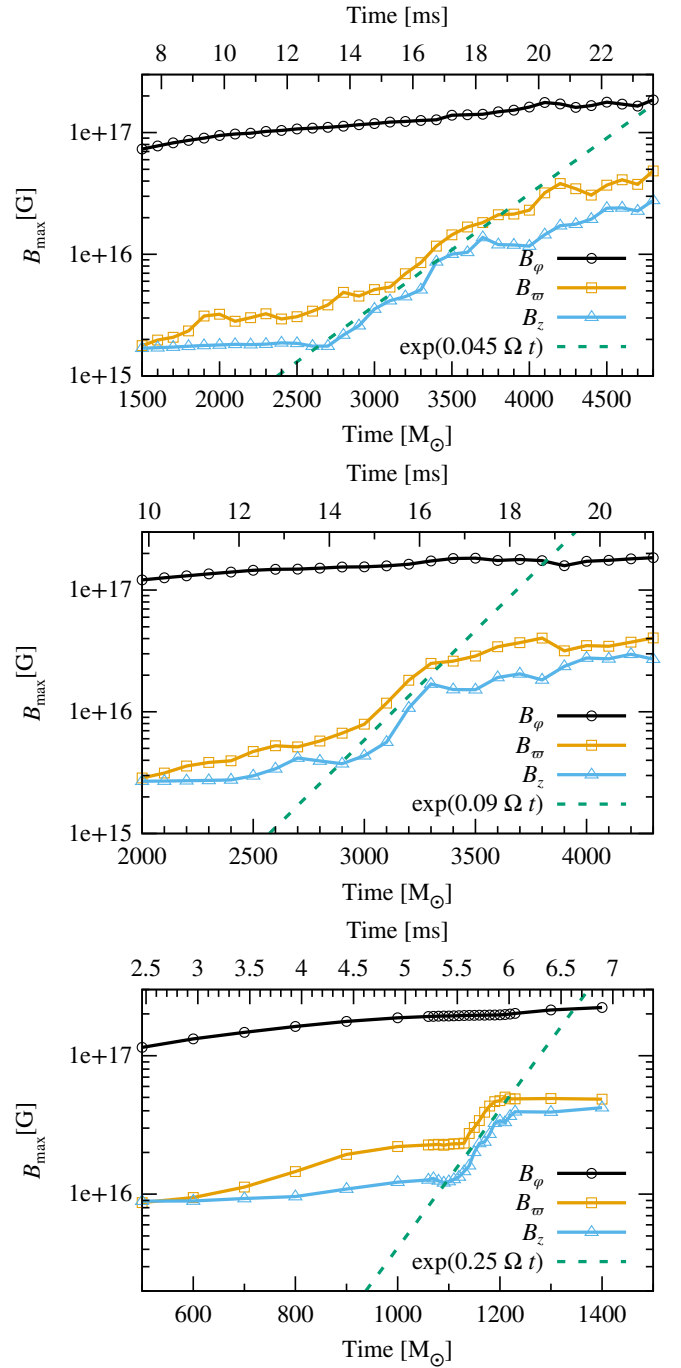 Time [ms]
8 10 12 14 16 18 20 22
1e+17
1e+16
1e+15
B_max [G]
B_φ
B_ϖ
B_z
exp(0.045 Ω t)
1500 2000 2500 3000 3500 4000 4500
Time [M_⊙]
Time [ms]
10 12 14 16 18 20
1e+17
1e+16
1e+15
B_max [G]
B_φ
B_ϖ
B_z
exp(0.09 Ω t)
2000 2500 3000 3500 4000
Time [M_⊙]
Time [ms]
2.5 3 3.5 4 4.5 5 5.5 6 6.5 7
1e+17
1e+16
B_max [G]
B_φ
B_ϖ
B_z
exp(0.25 Ω t)
600 800 1000 1200 1400
Time [M_⊙]